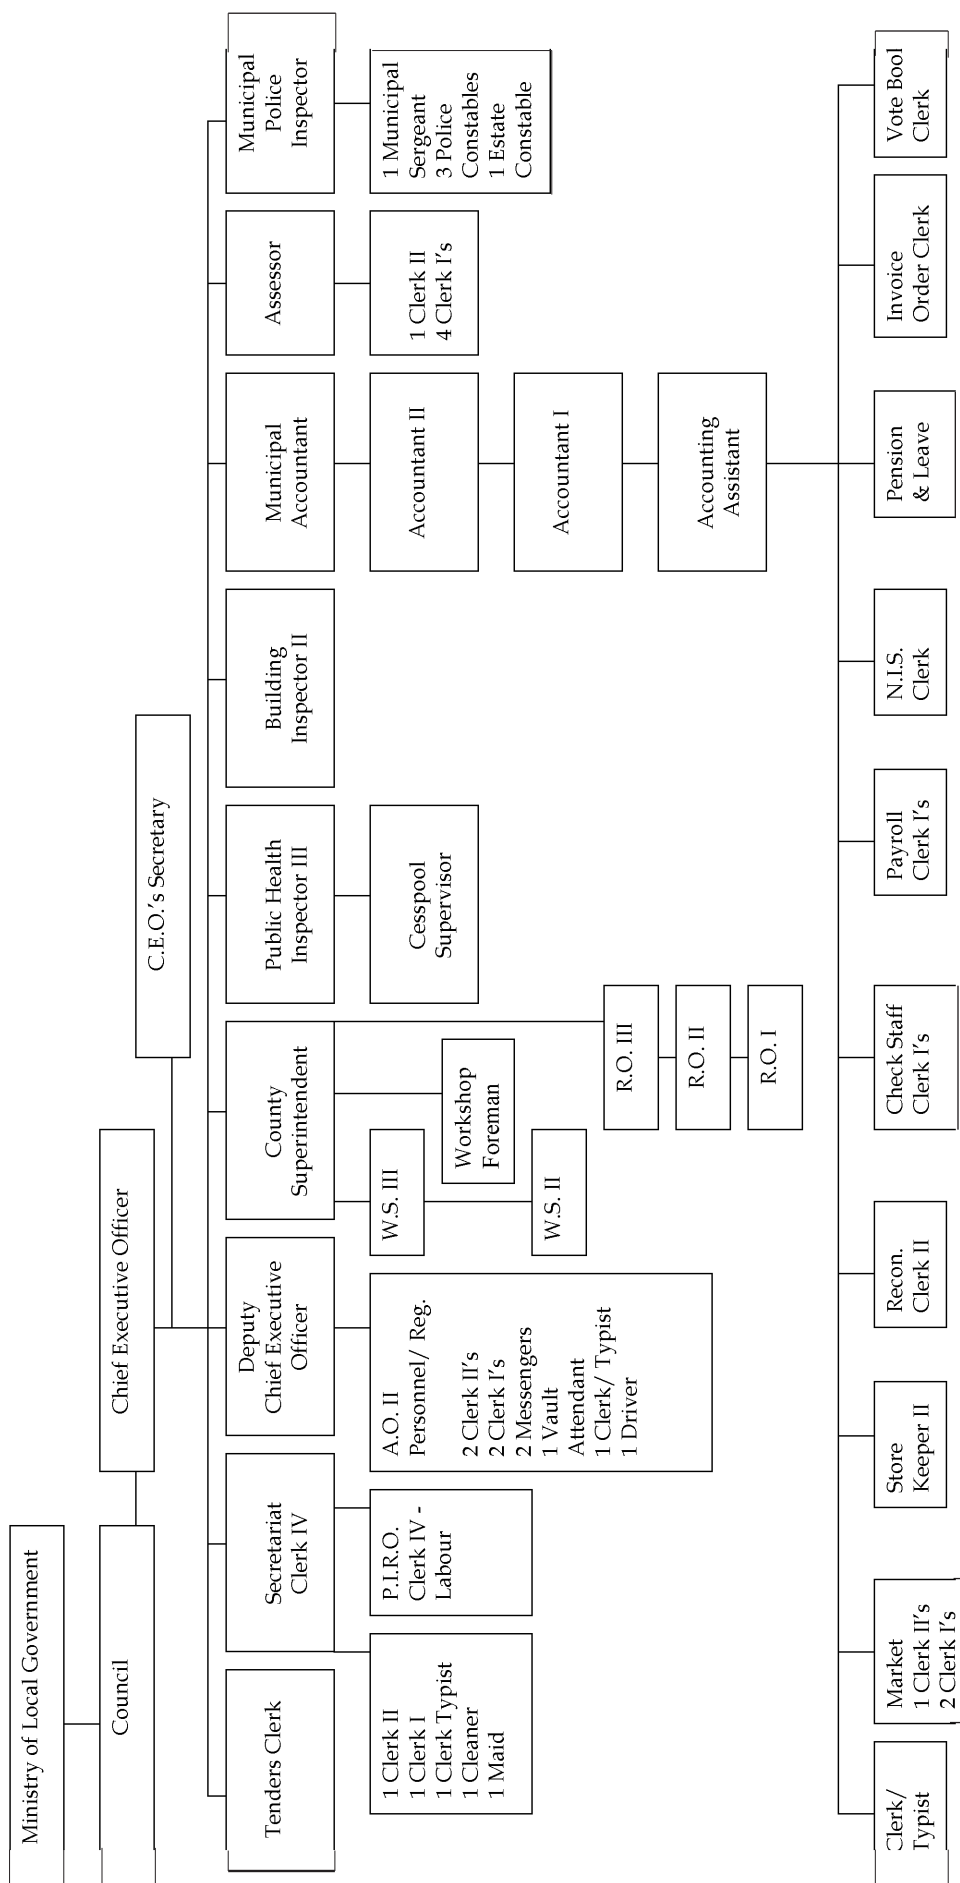 Ministry of Local Government
Council
Chief Executive Officer
C.E.O.'s Secretary
Tenders Clerk
Secretariat
Clerk IV
Deputy
Chief Executive
Officer
County
Superintendent
Public Health
Inspector III
Building
Inspector II
Municipal
Accountant
Assessor
Municipal
Police
Inspector
1 Clerk II
1 Clerk I
1 Clerk Typist
1 Cleaner
1 Maid
P.I.R.O.
Clerk IV -
Labour
A.O. II
Personnel/ Reg.
2 Clerk II's
2 Clerk I's
2 Messengers
1 Vault
Attendant
1 Clerk/ Typist
1 Driver
W.S. III
W.S. II
Workshop
Foreman
R.O. III
R.O. II
R.O. I
Cesspool
Supervisor
Accountant II
Accountant I
Accounting
Assistant
1 Clerk II
4 Clerk I's
1 Municipal
Sergeant
3 Police
Constables
1 Estate
Constable
Clerk/
Typist
Market
1 Clerk II's
2 Clerk I's
Store
Keeper II
Recon.
Clerk II
Check Staff
Clerk I's
Payroll
Clerk I's
N.I.S.
Clerk
Pension
& Leave
Invoice
Order Clerk
Vote Bool
Clerk